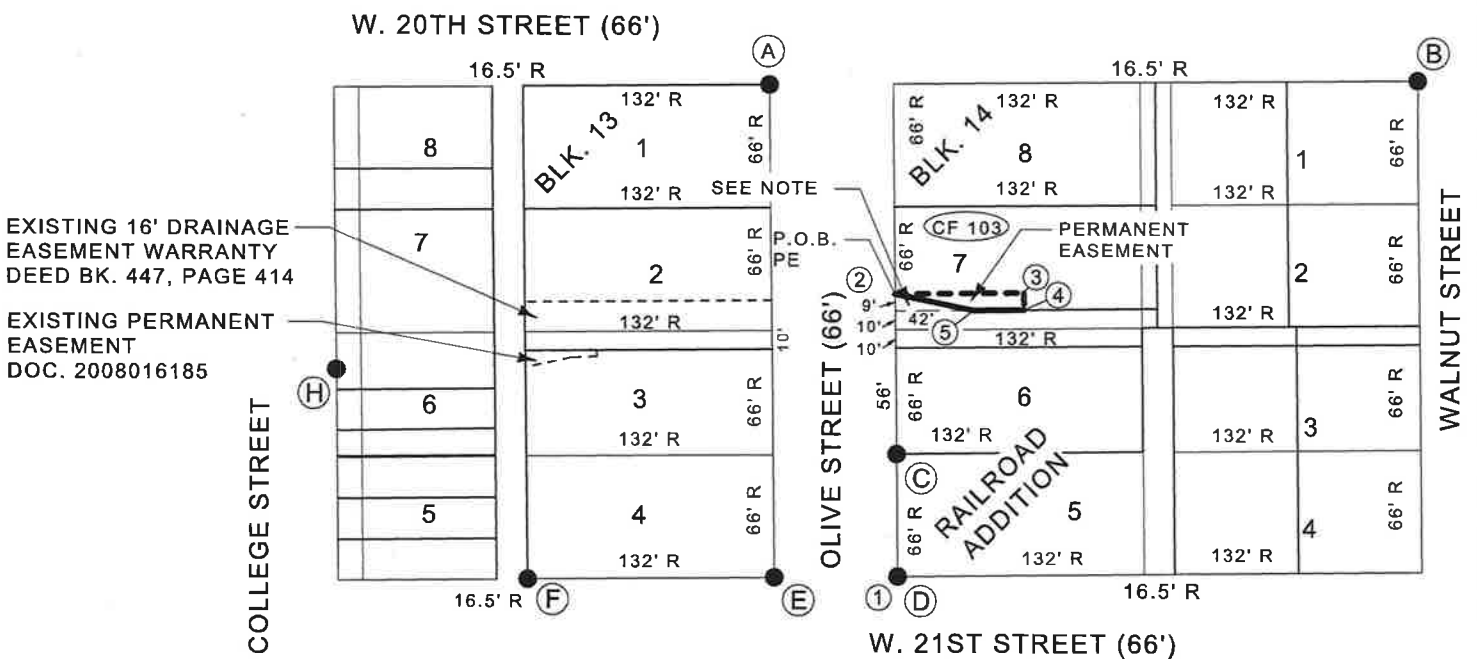 W. 20TH STREET (66')
A
B
16.5' R
16.5' R
132' R
132' R
132' R
BLK. 13
BLK. 14
66' R
66' R
66' R
8
1
8
1
132' R
SEE NOTE
132' R
132' R
EXISTING 16' DRAINAGE
EASEMENT WARRANTY
DEED BK. 447, PAGE 414
7
2
66' R
P.O.B.
PE
66' R
CF 103
7
PERMANENT
EASEMENT
2
66' R
2
3
4
5
9'
42'
10'
10'
EXISTING PERMANENT
EASEMENT
DOC. 2008016185
132' R
10'
132' R
132' R
H
6
3
66' R
56'
66' R
6
3
66' R
132' R
132' R
132' R
C
COLLEGE STREET
OLIVE STREET (66')
WALNUT STREET
RAILROAD
ADDITION
5
4
66' R
66' R
5
4
66' R
132' R
132' R
132' R
16.5' R
F
E
1
D
16.5' R
W. 21ST STREET (66')